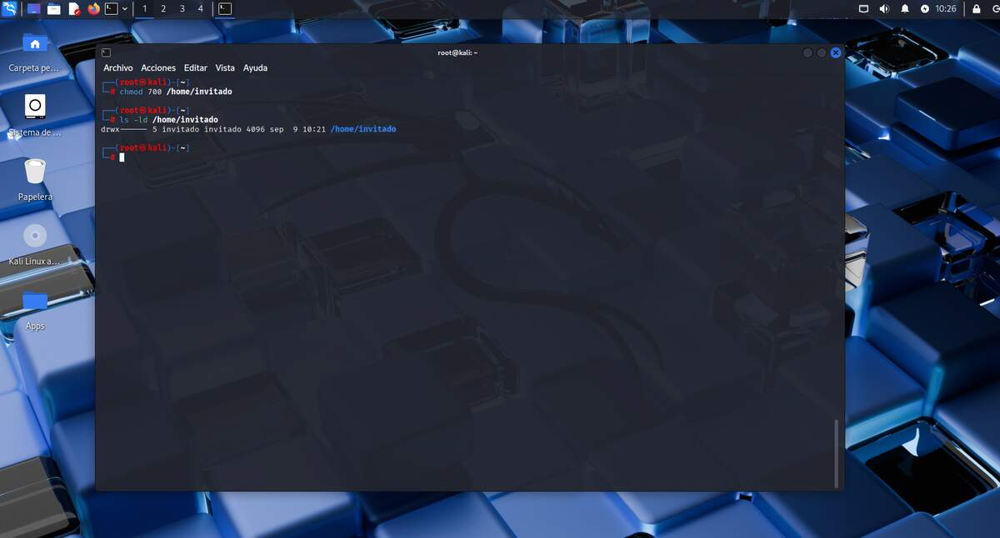 1 2 3 4
10:26
root@kali: ~
Archivo Acciones Editar Vista Ayuda
┌──(root㉿kali)-[~]
└─# chmod 700 /home/invitado
┌──(root㉿kali)-[~]
└─# ls -ld /home/invitado
drwx------ 5 invitado invitado 4096 sep  9 10:21 /home/invitado
┌──(root㉿kali)-[~]
└─#
Carpeta pe...
Sistema de ...
Papelera
Kali Linux a...
Apps